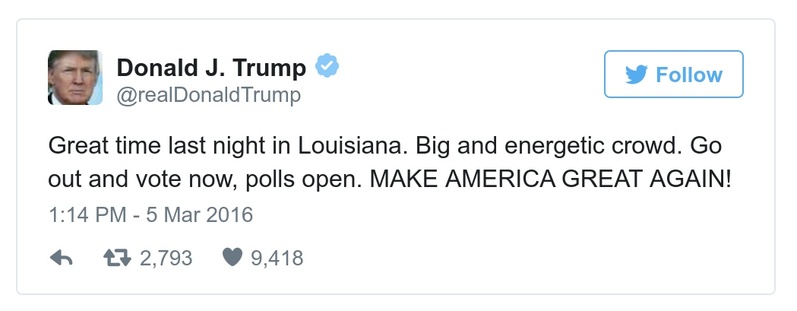 Donald J. Trump
@realDonaldTrump
Follow
Great time last night in Louisiana. Big and energetic crowd. Go
out and vote now, polls open. MAKE AMERICA GREAT AGAIN!
1:14 PM - 5 Mar 2016
2,793 9,418